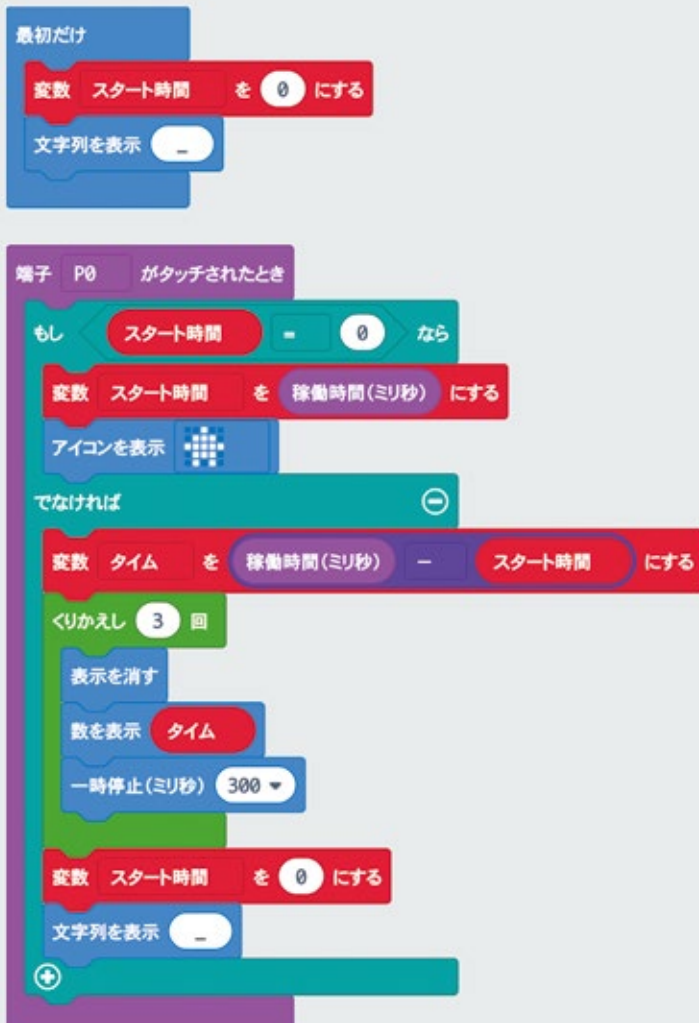 最初だけ
変数 スタート時間 を 0 にする
文字列を表示 _
端子 P0 がタッチされたとき
もし スタート時間 = 0 なら
変数 スタート時間 を 稼働時間(ミリ秒) にする
アイコンを表示
でなければ
変数 タイム を 稼働時間(ミリ秒) - スタート時間 にする
くりかえし 3 回
表示を消す
数を表示 タイム
一時停止(ミリ秒) 300
変数 スタート時間 を 0 にする
文字列を表示 _